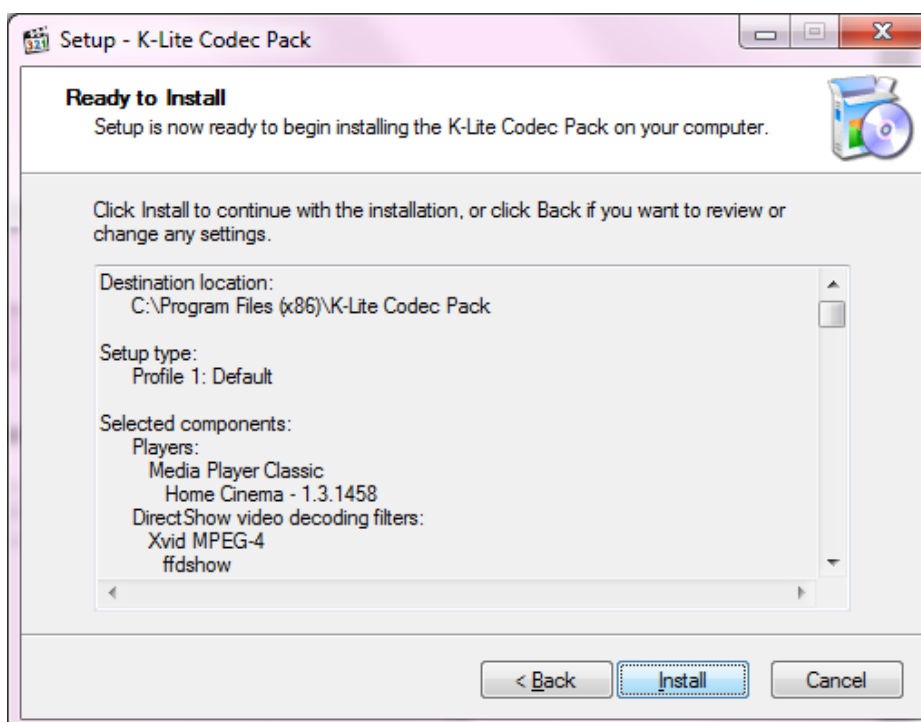 Setup - K-Lite Codec Pack
Ready to Install
Setup is now ready to begin installing the K-Lite Codec Pack on your computer.
Click Install to continue with the installation, or click Back if you want to review or
change any settings.
Destination location:
C:\Program Files (x86)\K-Lite Codec Pack
Setup type:
Profile 1: Default
Selected components:
Players:
Media Player Classic
Home Cinema - 1.3.1458
DirectShow video decoding filters:
Xvid MPEG-4
ffdshow
< Back Install Cancel